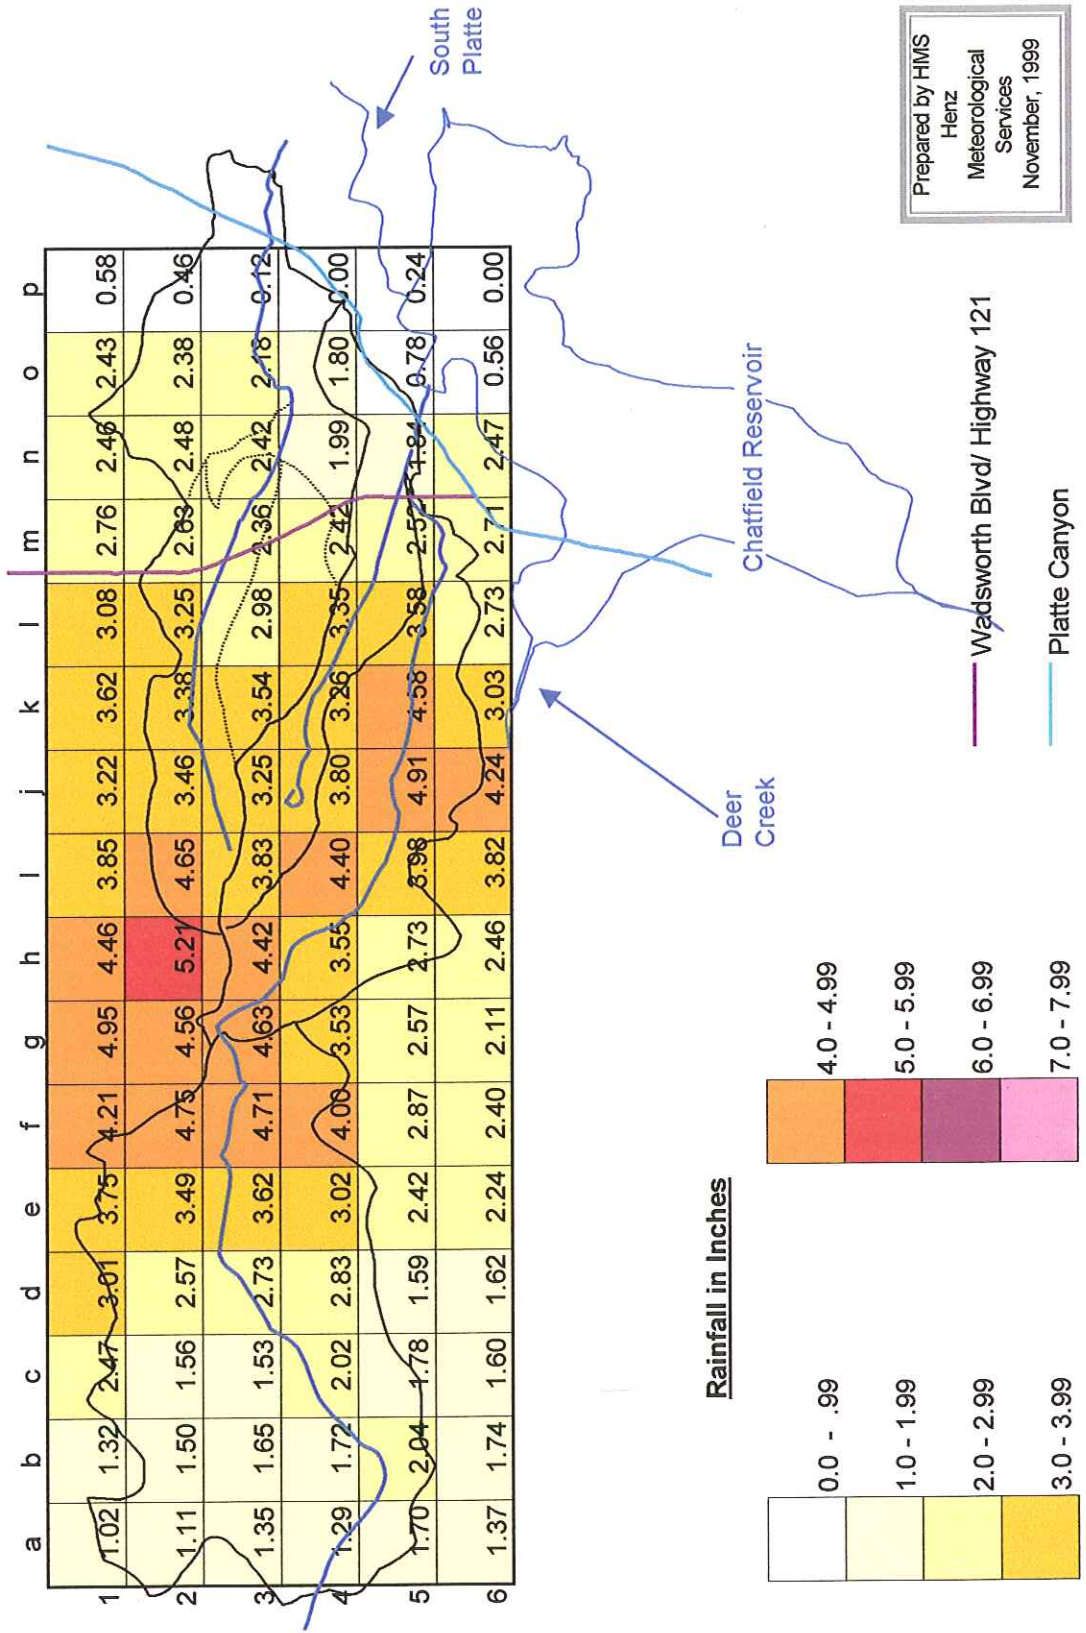 a b c d e f g h l j k l m n o p
1 1.02 1.32 2.47 3.01 3.75 4.21 4.95 4.46 3.85 3.22 3.62 3.08 2.76 2.46 2.43 0.58
2 1.11 1.50 1.56 2.57 3.49 4.75 4.56 5.21 4.65 3.46 3.38 3.25 2.63 2.48 2.38 0.46
3 1.35 1.65 1.53 2.73 3.62 4.71 4.63 4.42 3.83 3.25 3.54 2.98 2.36 2.42 2.18 0.12
4 1.29 1.72 2.02 2.83 3.02 4.00 3.53 3.55 4.40 3.80 3.26 3.35 2.42 1.99 1.80 0.00
5 1.70 2.04 1.78 1.59 2.42 2.87 2.57 2.73 3.98 4.91 4.58 3.58 1.84 0.78 0.24
6 1.37 1.74 1.60 1.62 2.24 2.40 2.11 2.46 3.82 4.24 3.03 2.73 2.71 2.47 0.56 0.00
South
Platte
Deer
Creek
Chatfield Reservoir
Rainfall in Inches
0.0 - .99
1.0 - 1.99
2.0 - 2.99
3.0 - 3.99
4.0 - 4.99
5.0 - 5.99
6.0 - 6.99
7.0 - 7.99
Wadsworth Blvd/ Highway 121
Platte Canyon
Prepared by HMS
Henz
Meteorological
Services
November, 1999